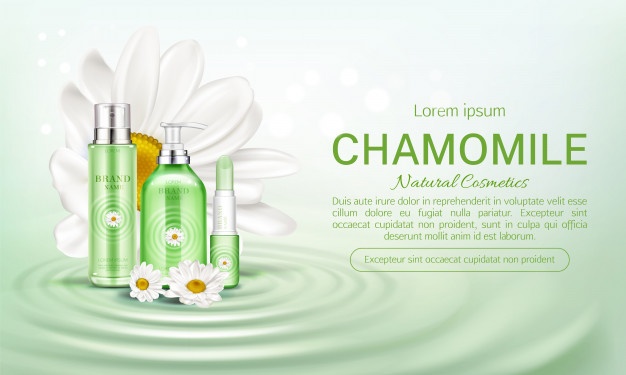 Lorem ipsum
CHAMOMILE
Natural Cosmetics
Duis aute irure dolor in reprehenderit in voluptate velit esse
cillum dolore eu fugiat nulla pariatur. Excepteur sint occaecat
cupidatat non proident, sunt in culpa qui officia deserunt
mollit anim id est laborum.
Excepteur sint occaecat cupidatat non proident
BRAND
NAME
BRAND
NAME